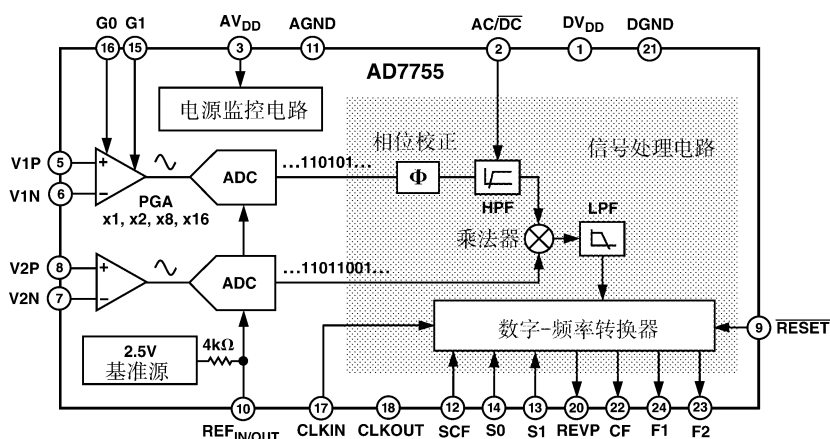 G0 G1 AVDD AGND AC/DC DVDD DGND
16 15 3 11 2 1 21
AD7755
电源监控电路
相位校正
信号处理电路
V1P 5 + ADC ...110101... Φ
V1N 6 − PGA HPF LPF
x1, x2, x8, x16
乘法器
V2P 8 + ADC ...11011001...
V2N 7 −
数字-频率转换器 9 RESET
2.5V 4kΩ
基准源
10 17 18 12 14 13 20 22 24 23
REFIN/OUT CLKIN CLKOUT SCF S0 S1 REVP CF F1 F2